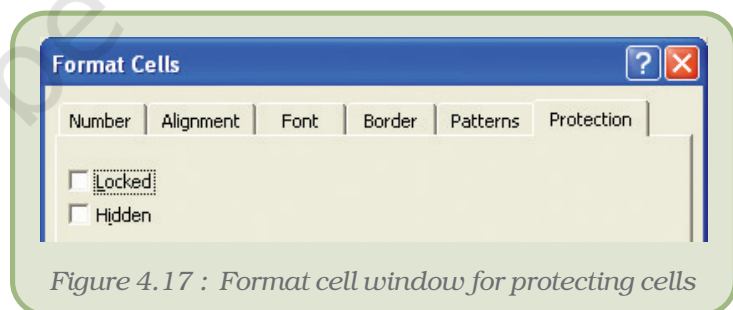 Format Cells
Number Alignment Font Border Patterns Protection
Locked
Hidden
Figure 4.17 : Format cell window for protecting cells